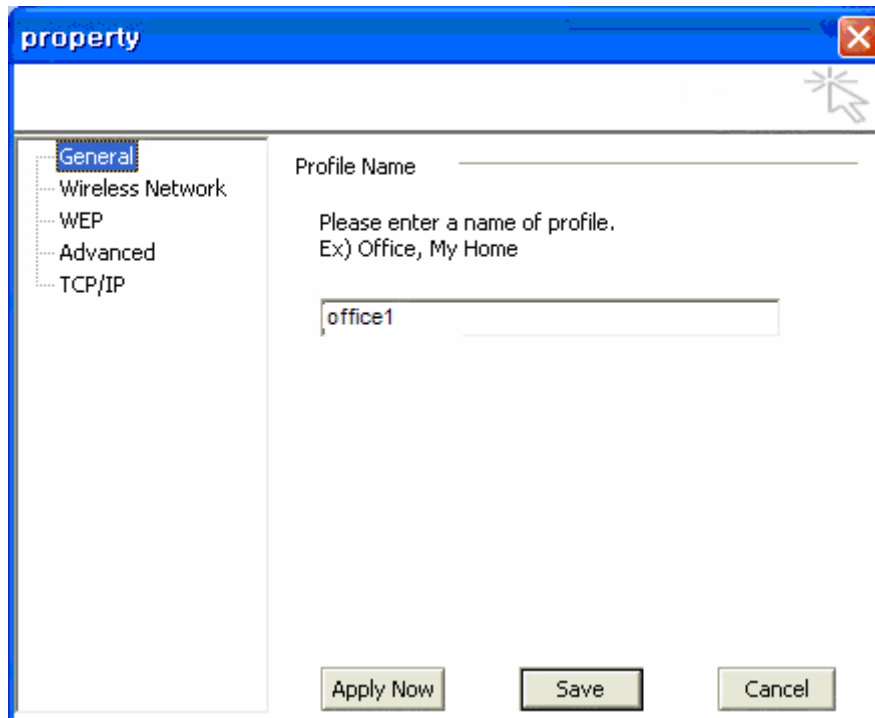 property
General
Wireless Network
WEP
Advanced
TCP/IP
Profile Name
Please enter a name of profile.
Ex) Office, My Home
office1
Apply Now
Save
Cancel